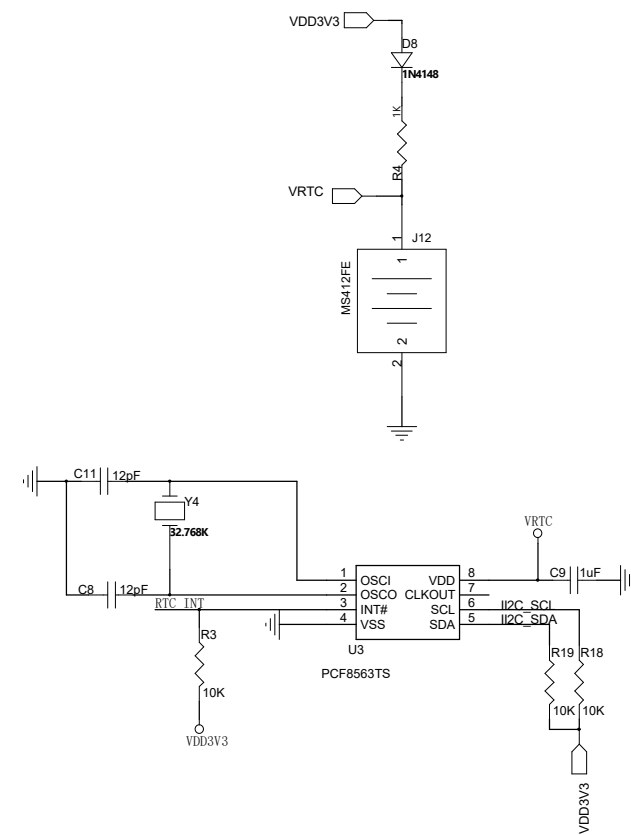 VDD3V3
D8
1N4148
1K
R4
VRTC
1
J12
1
MS412FE
2
2
C11 12pF
Y4
32.768K
VRTC
C8 12pF
C9 1uF
1 OSCI VDD 8
2 OSCO CLKOUT 7
RTC_INT 3 INT# SCL 6 II2C_SCL
4 VSS SDA 5 II2C_SDA
R3
U3
R19 R18
PCF8563TS
10K
10K 10K
VDD3V3
VDD3V3